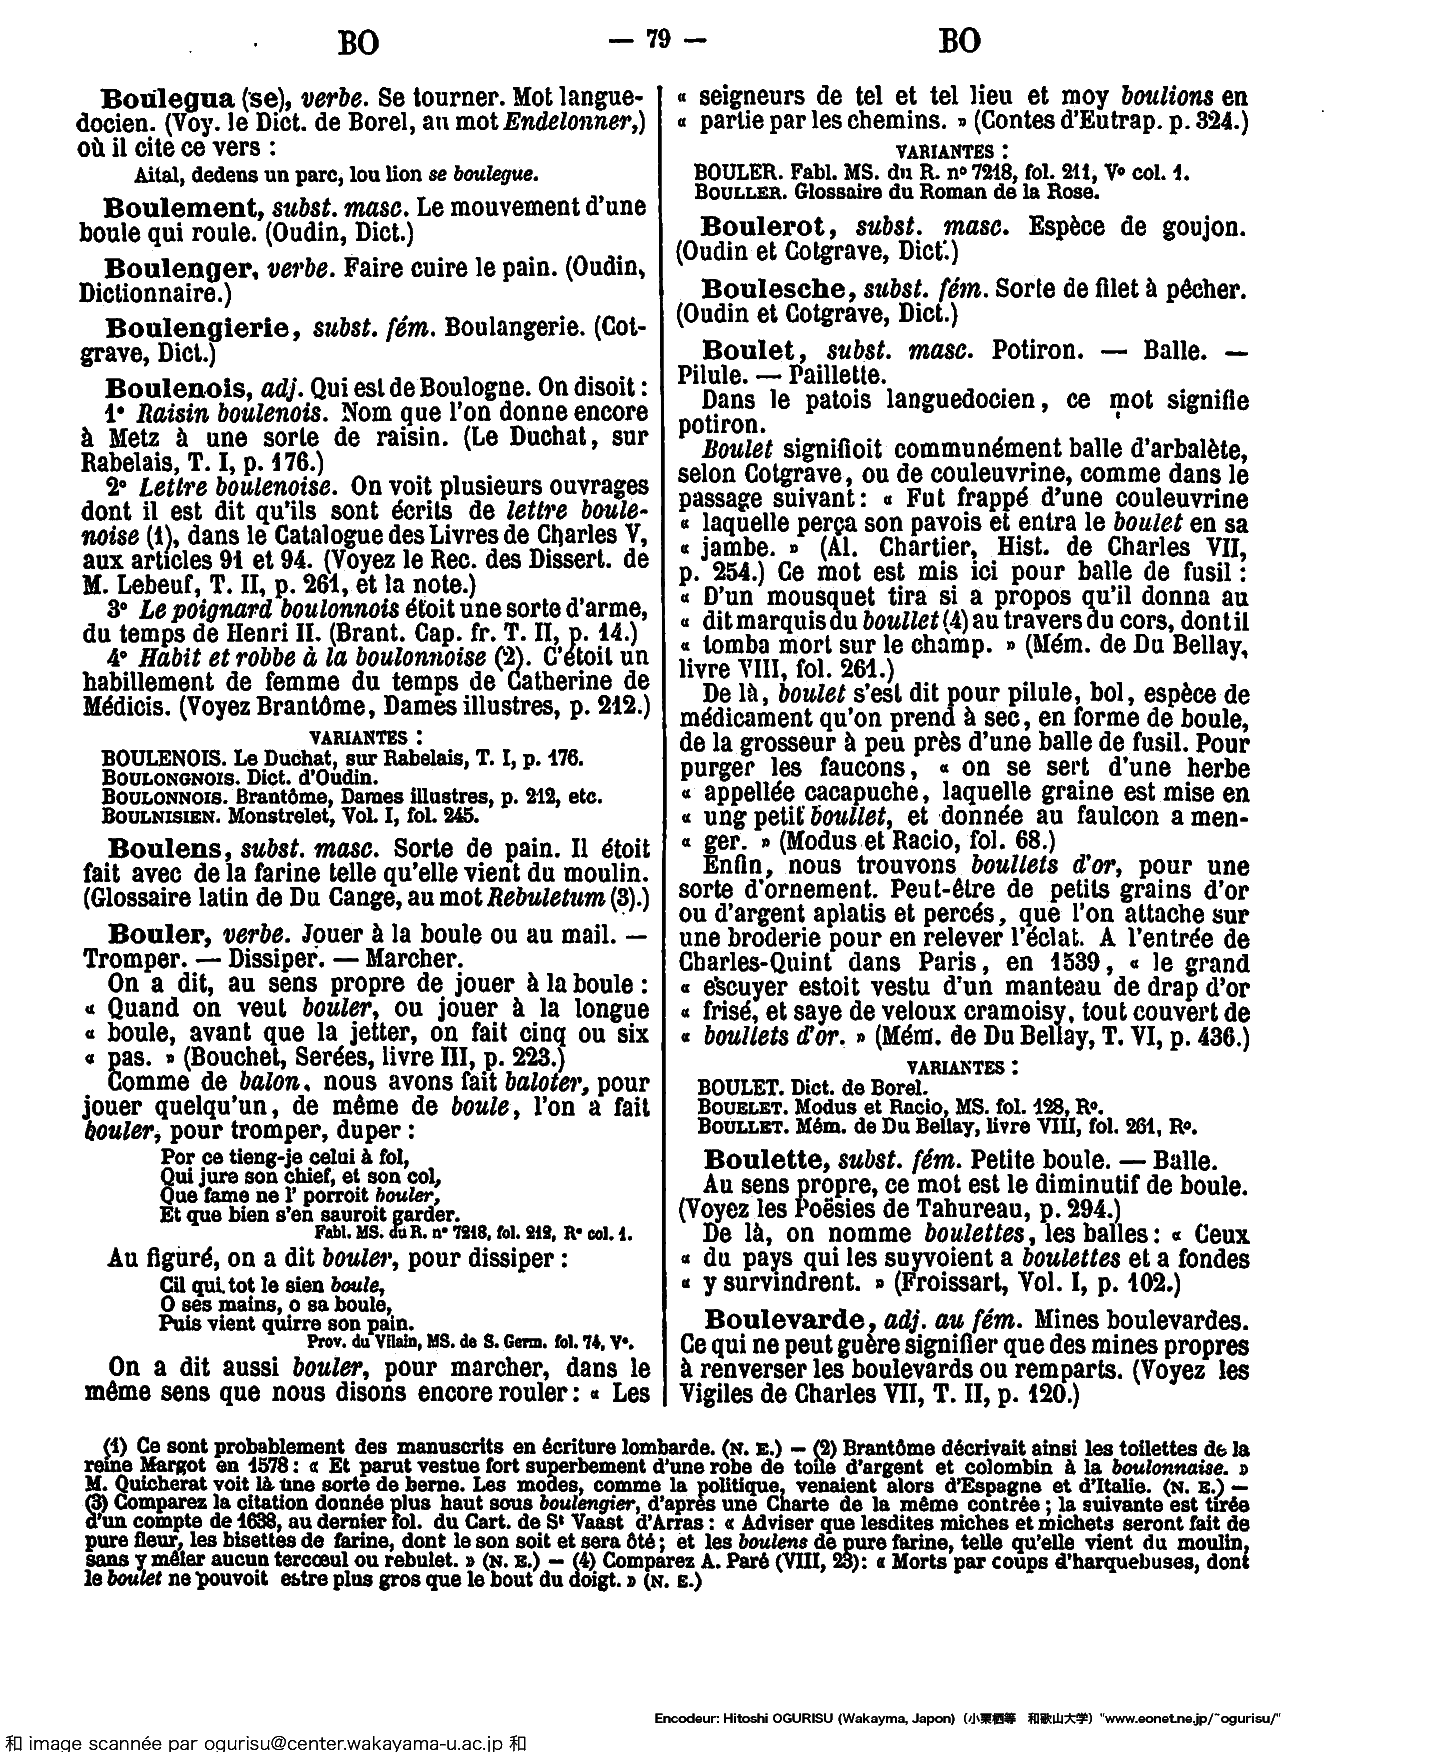 BO
— 79 —
BO
Boulegua (se), verbe. Se tourner. Mot langue-
docien. (Voy. le Dict. de Borel, au mot Endelonner,)
où il cite ce vers :
Aital, dedens un parc, lou lion se boulegue.
Boulement, subst. masc. Le mouvement d'une
boule qui roule. (Oudin, Dict.)
Boulenger, verbe. Faire cuire le pain. (Oudin,
Dictionnaire.)
Boulengierie, subst. fém. Boulangerie. (Cot-
grave, Dict.)
Boulenois, adj. Qui est de Boulogne. On disoit :
1° Raisin boulenois. Nom que l'on donne encore
à Metz à une sorte de raisin. (Le Duchat, sur
Rabelais, T. I, p. 176.)
2° Lettre boulenoise. On voit plusieurs ouvrages
dont il est dit qu'ils sont écrits de lettre boule-
noise (1), dans le Catalogue des Livres de Charles V,
aux articles 91 et 94. (Voyez le Rec. des Dissert. de
M. Lebeuf, T. II, p. 261, et la note.)
3° Le poignard boulonnois étoit une sorte d'arme,
du temps de Henri II. (Brant. Cap. fr. T. II, p. 14.)
4° Habit et robbe à la boulonnoise (2). C'étoit un
habillement de femme du temps de Catherine de
Médicis. (Voyez Brantôme, Dames illustres, p. 212.)
VARIANTES :
BOULENOIS. Le Duchat, sur Rabelais, T. I, p. 176.
BOULONGNOIS. Dict. d'Oudin.
BOULONNOIS. Brantôme, Dames illustres, p. 212, etc.
BOULNISIEN. Monstrelet, Vol. I, fol. 245.
Boulens, subst. masc. Sorte de pain. Il étoit
fait avec de la farine telle qu'elle vient du moulin.
(Glossaire latin de Du Cange, au mot Rebuletum (3).)
Bouler, verbe. Jouer à la boule ou au mail. —
Tromper. — Dissiper. — Marcher.
On a dit, au sens propre de jouer à la boule :
« Quand on veut bouler, ou jouer à la longue
« boule, avant que la jetter, on fait cinq ou six
« pas. » (Bouchet, Serées, livre III, p. 223.)
Comme de balon, nous avons fait baloter, pour
jouer quelqu'un, de même de boule, l'on a fait
bouler, pour tromper, duper :
Por ce tieng-je celui à fol,
Qui jure son chief, et son col,
Que fame ne l' porroit bouler,
Et que bien s'en sauroit garder.
Fabl. MS. du R. n° 7218, fol. 212, R° col. 1.
Au figuré, on a dit bouler, pour dissiper :
Cil qui tot le sien boule,
O ses mains, o sa boule,
Puis vient quirre son pain.
Prov. du Vilain, MS. de S. Germ. fol. 74, V°.
On a dit aussi bouler, pour marcher, dans le
même sens que nous disons encore rouler : « Les
« seigneurs de tel et tel lieu et moy boulions en
« partie par les chemins. » (Contes d'Eutrap. p. 324.)
VARIANTES :
BOULER. Fabl. MS. du R. n° 7218, fol. 211, V° col. 1.
BOULLER. Glossaire du Roman de la Rose.
Boulerot, subst. masc. Espèce de goujon.
(Oudin et Cotgrave, Dict.)
Boulesche, subst. fém. Sorte de filet à pêcher.
(Oudin et Cotgrave, Dict.)
Boulet, subst. masc. Potiron. — Balle. —
Pilule. — Paillette.
Dans le patois languedocien, ce mot signifie
potiron.
Boulet signifioit communément balle d'arbalète,
selon Cotgrave, ou de couleuvrine, comme dans le
passage suivant : « Fut frappé d'une couleuvrine
« laquelle perça son pavois et entra le boulet en sa
« jambe. » (Al. Chartier, Hist. de Charles VII,
p. 254.) Ce mot est mis ici pour balle de fusil :
« D'un mousquet tira si a propos qu'il donna au
« dit marquis du boullet (4) au travers du cors, dont il
« tomba mort sur le champ. » (Mém. de Du Bellay,
livre VIII, fol. 261.)
De là, boulet s'est dit pour pilule, bol, espèce de
médicament qu'on prend à sec, en forme de boule,
de la grosseur à peu près d'une balle de fusil. Pour
purger les faucons, « on se sert d'une herbe
« appellée cacapuche, laquelle graine est mise en
« ung petit boullet, et donnée au faulcon a men-
« ger. » (Modus et Racio, fol. 68.)
Enfin, nous trouvons boullets d'or, pour une
sorte d'ornement. Peut-être de petits grains d'or
ou d'argent aplatis et percés, que l'on attache sur
une broderie pour en relever l'éclat. A l'entrée de
Charles-Quint dans Paris, en 1539, « le grand
« escuyer estoit vestu d'un manteau de drap d'or
« frisé, et saye de veloux cramoisy, tout couvert de
« boullets d'or. » (Mém. de Du Bellay, T. VI, p. 436.)
VARIANTES :
BOULET. Dict. de Borel.
BOUELET. Modus et Racio, MS. fol. 128, R°.
BOULLET. Mém. de Du Bellay, livre VIII, fol. 261, R°.
Boulette, subst. fém. Petite boule. — Balle.
Au sens propre, ce mot est le diminutif de boule.
(Voyez les Poësies de Tahureau, p. 294.)
De là, on nomme boulettes, les balles : « Ceux
« du pays qui les suyvoient a boulettes et a fondes
« y survindrent. » (Froissart, Vol. I, p. 102.)
Boulevarde, adj. au fém. Mines boulevardes.
Ce qui ne peut guère signifier que des mines propres
à renverser les boulevards ou remparts. (Voyez les
Vigiles de Charles VII, T. II, p. 120.)
(1) Ce sont probablement des manuscrits en écriture lombarde. (N. E.) — (2) Brantôme décrivait ainsi les toilettes de la
reine Margot en 1578 : « Et parut vestue fort superbement d'une robe de toile d'argent et colombin à la boulonnaise. »
M. Quicherat voit là une sorte de berne. Les modes, comme la politique, venaient alors d'Espagne et d'Italie. (N. E.) —
(3) Comparez la citation donnée plus haut sous boulengier, d'après une Charte de la même contrée ; la suivante est tirée
d'un compte de 1638, au dernier fol. du Cart. de St Vaast d'Arras : « Adviser que lesdites miches et michets seront fait de
pure fleur, les bisettes de farine, dont le son soit et sera ôté ; et les boulens de pure farine, telle qu'elle vient du moulin,
sans y mêler aucun tercœul ou rebulet. » (N. E.) — (4) Comparez A. Paré (VIII, 23) : « Morts par coups d'harquebuses, dont
le boulet ne pouvoit estre plus gros que le bout du doigt. » (N. E.)
Encodeur: Hitoshi OGURISU (Wakayma, Japon) (小栗栖等 和歌山大学) "www.eonet.ne.jp/~ogurisu/"
和 image scannée par ogurisu@center.wakayama-u.ac.jp 和